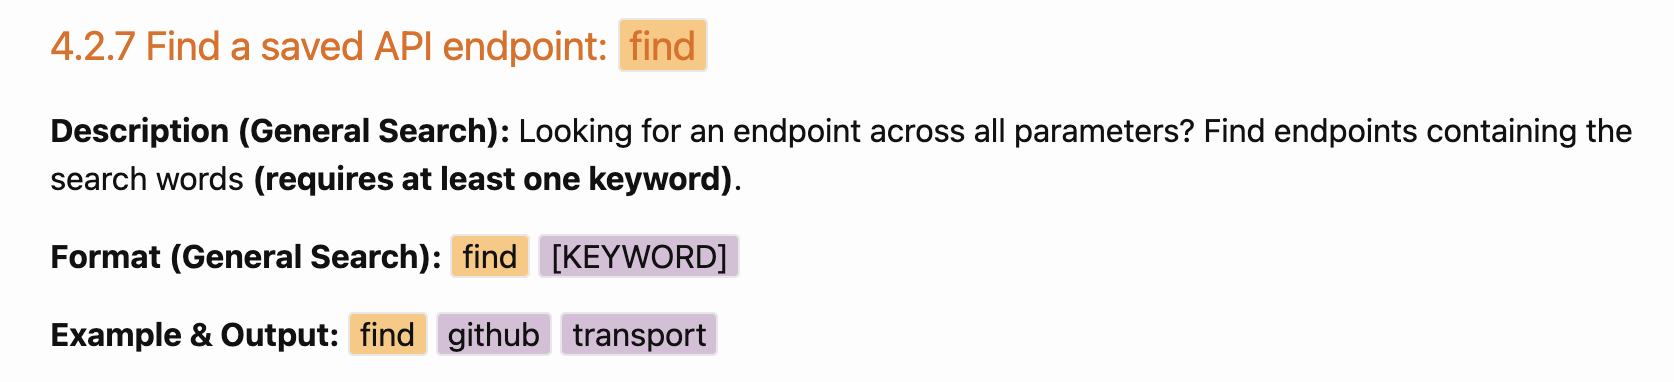 4.2.7 Find a saved API endpoint: find
Description (General Search): Looking for an endpoint across all parameters? Find endpoints containing the
search words (requires at least one keyword).
Format (General Search): find [KEYWORD]
Example & Output: find github transport